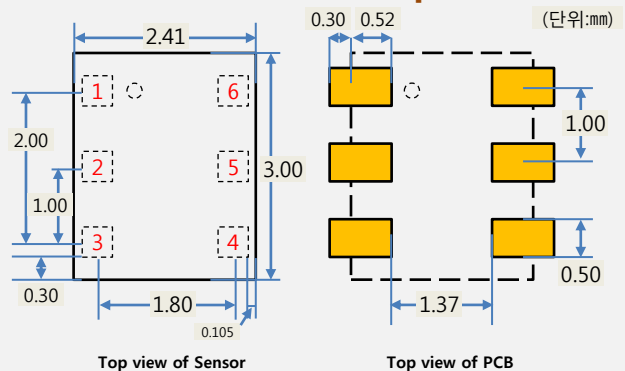 0.30 0.52 (단위:㎜)
2.41
1 6
2.00 1.00
2 5 3.00
1.00
3 4
0.30 1.80 1.37 0.50
0.105
Top view of Sensor Top view of PCB